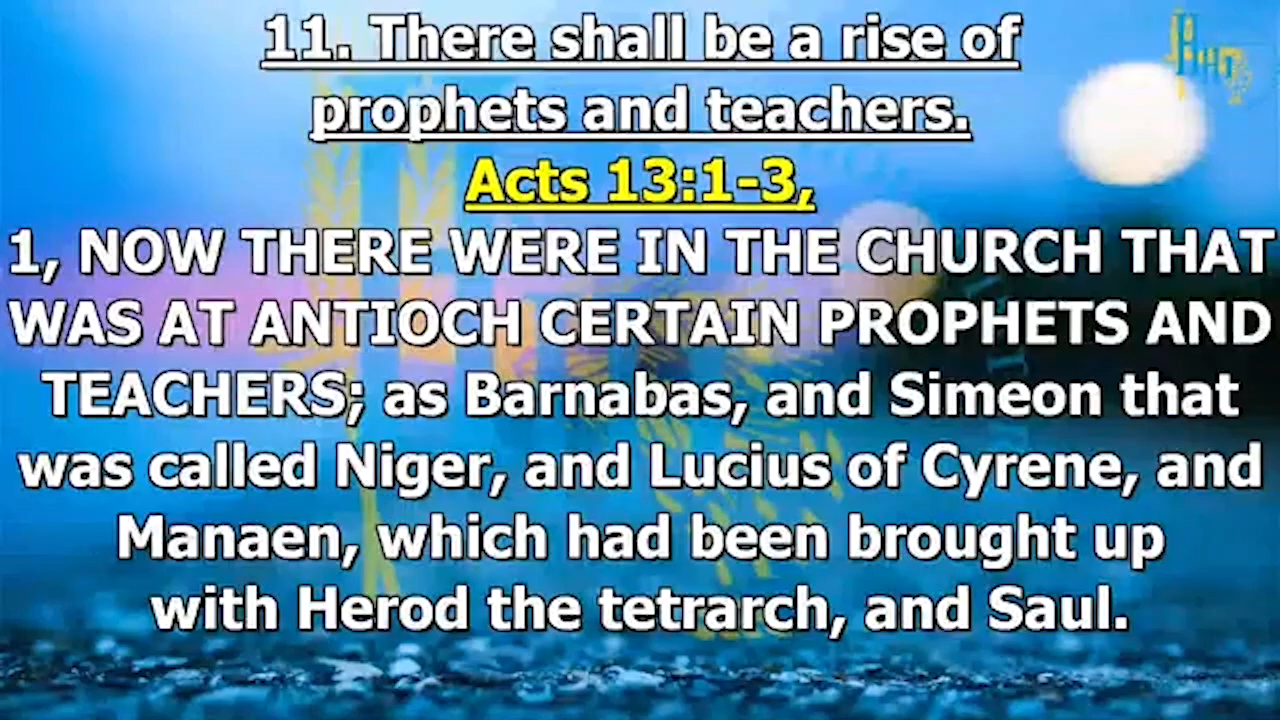 11. There shall be a rise of
prophets and teachers.
Acts 13:1-3,
1, NOW THERE WERE IN THE CHURCH THAT
WAS AT ANTIOCH CERTAIN PROPHETS AND
TEACHERS; as Barnabas, and Simeon that
was called Niger, and Lucius of Cyrene, and
Manaen, which had been brought up
with Herod the tetrarch, and Saul.